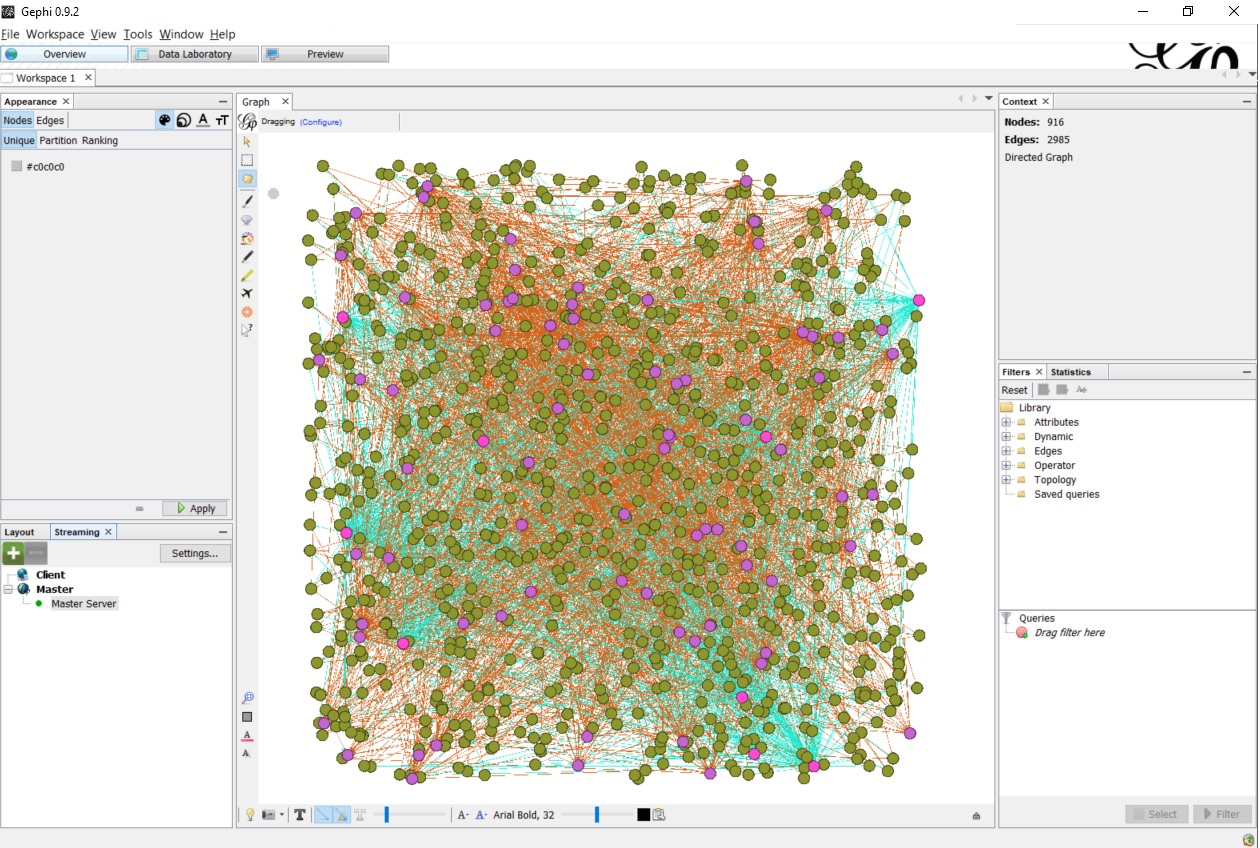 Gephi 0.9.2
File Workspace View Tools Window Help
Overview Data Laboratory Preview
Workspace 1
Appearance
Nodes Edges
Unique Partition Ranking
#c0c0c0
Apply
Layout Streaming
Settings...
Client
Master
Master Server
Graph
Dragging (Configure)
Arial Bold, 32
Context
Nodes: 916
Edges: 2985
Directed Graph
Filters Statistics
Reset
Library
Attributes
Dynamic
Edges
Operator
Topology
Saved queries
Queries
Drag filter here
Select Filter